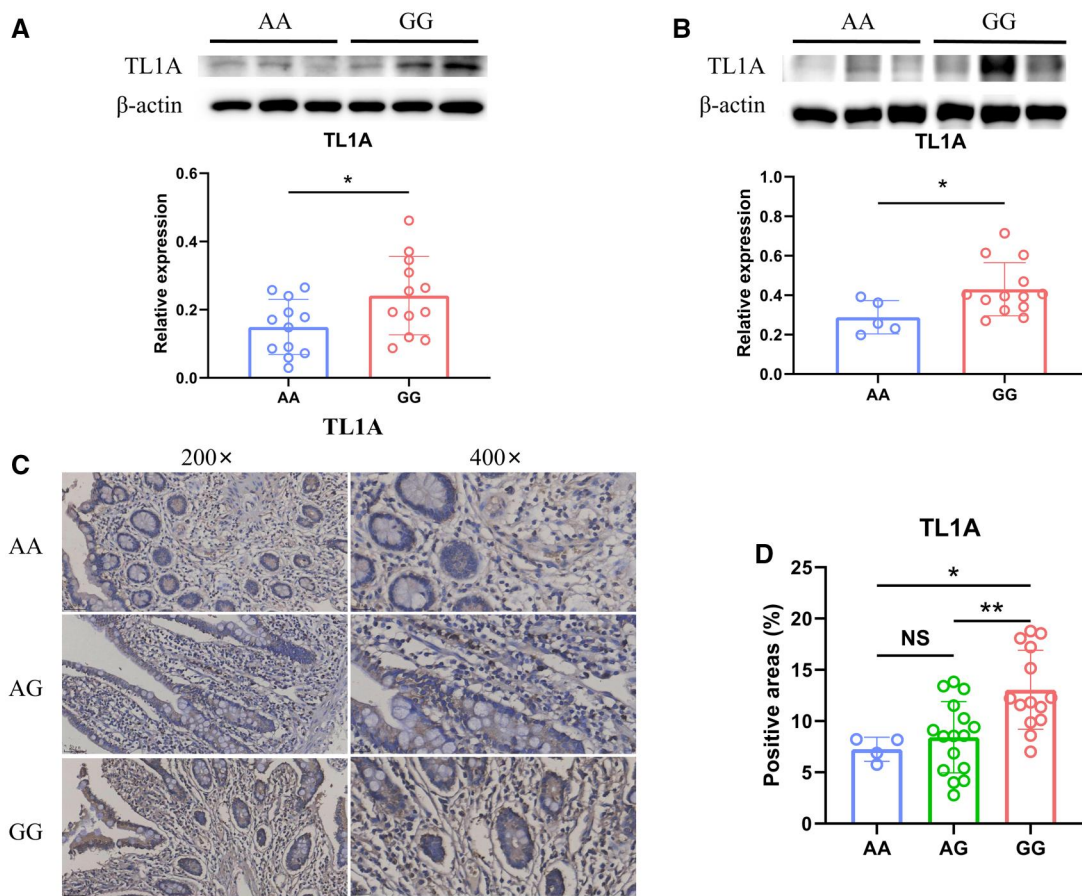 A
AA GG
TL1A
β-actin
TL1A
Relative expression
0.6
0.4
0.2
0.0
*
AA GG
B
AA GG
TL1A
β-actin
TL1A
Relative expression
1.0
0.8
0.6
0.4
0.2
0.0
*
AA GG
C
TL1A
200× 400×
AA
AG
GG
D
TL1A
Positive areas (%)
25
20
15
10
5
0
*
**
NS
AA AG GG